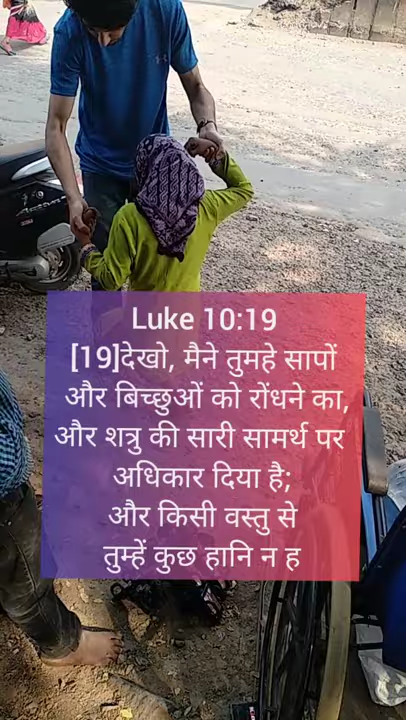 Luke 10:19
[19]देखो, मैने तुमहे सापों
और बिच्छुओं को रोंधने का,
और शत्रु की सारी सामर्थ पर
अधिकार दिया है;
और किसी वस्तु से
तुम्हें कुछ हानि न ह